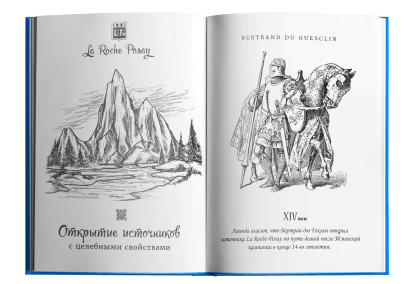 La Roche Posay
Открытие источников
с целебными свойствами
BERTRAND DU GUESCLIN
XIV век
Легенда гласит, что Бертран дю Геклен открыл
источники La Roche-Posay по пути домой после Испанской
кампании в конце 14-го столетия.